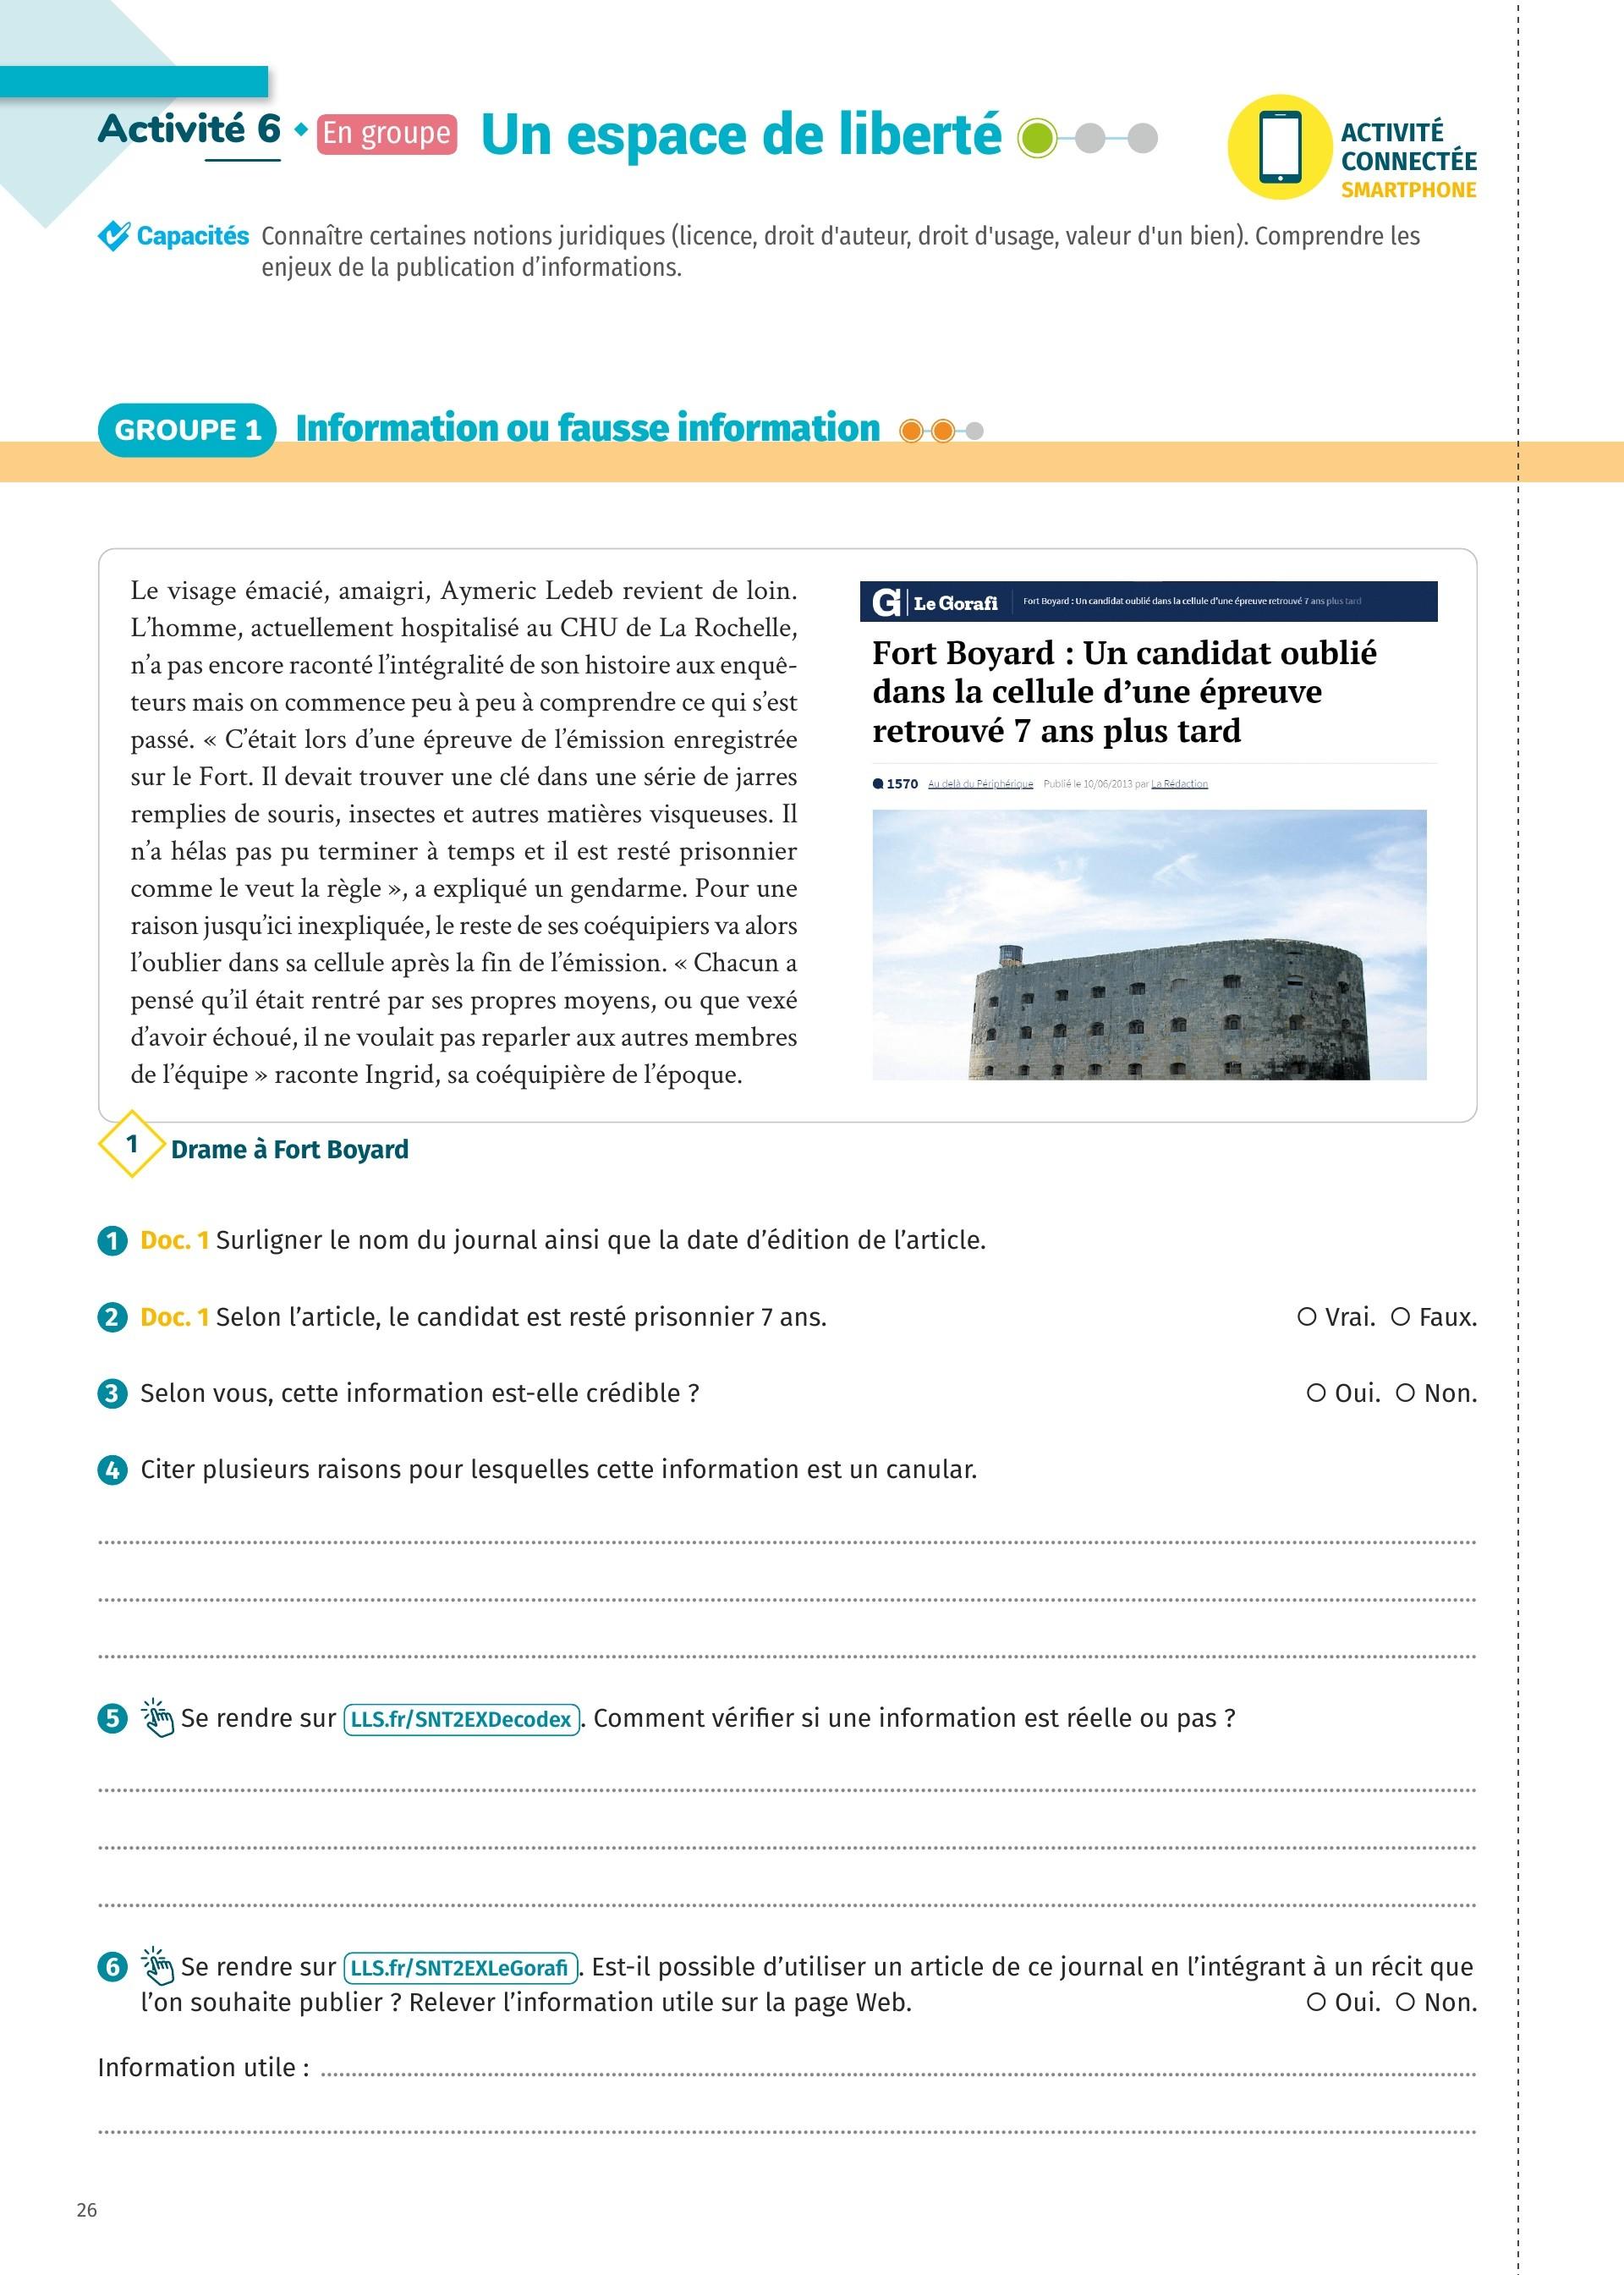 Activité 6 • En groupe Un espace de liberté
ACTIVITÉ
CONNECTÉE
SMARTPHONE
Capacités Connaître certaines notions juridiques (licence, droit d'auteur, droit d'usage, valeur d'un bien). Comprendre les
enjeux de la publication d’informations.
GROUPE 1 Information ou fausse information
Le visage émacié, amaigri, Aymeric Ledeb revient de loin.
L’homme, actuellement hospitalisé au CHU de La Rochelle,
n’a pas encore raconté l’intégralité de son histoire aux enquê-
teurs mais on commence peu à peu à comprendre ce qui s’est
passé. « C’était lors d’une épreuve de l’émission enregistrée
sur le Fort. Il devait trouver une clé dans une série de jarres
remplies de souris, insectes et autres matières visqueuses. Il
n’a hélas pas pu terminer à temps et il est resté prisonnier
comme le veut la règle », a expliqué un gendarme. Pour une
raison jusqu’ici inexpliquée, le reste de ses coéquipiers va alors
l’oublier dans sa cellule après la fin de l’émission. « Chacun a
pensé qu’il était rentré par ses propres moyens, ou que vexé
d’avoir échoué, il ne voulait pas reparler aux autres membres
de l’équipe » raconte Ingrid, sa coéquipière de l’époque.
G Le Gorafi Fort Boyard : Un candidat oublié dans la cellule d’une épreuve retrouvé 7 ans plus tard
Fort Boyard : Un candidat oublié
dans la cellule d’une épreuve
retrouvé 7 ans plus tard
1570 Au delà du Périphérique Publié le 10/06/2013 par La Rédaction
1 Drame à Fort Boyard
1 Doc. 1 Surligner le nom du journal ainsi que la date d’édition de l’article.
2 Doc. 1 Selon l’article, le candidat est resté prisonnier 7 ans. Vrai. Faux.
3 Selon vous, cette information est-elle crédible ? Oui. Non.
4 Citer plusieurs raisons pour lesquelles cette information est un canular.
5 Se rendre sur LLS.fr/SNT2EXDecodex. Comment vérifier si une information est réelle ou pas ?
6 Se rendre sur LLS.fr/SNT2EXLeGorafi. Est-il possible d’utiliser un article de ce journal en l’intégrant à un récit que
l’on souhaite publier ? Relever l’information utile sur la page Web. Oui. Non.
Information utile :
26